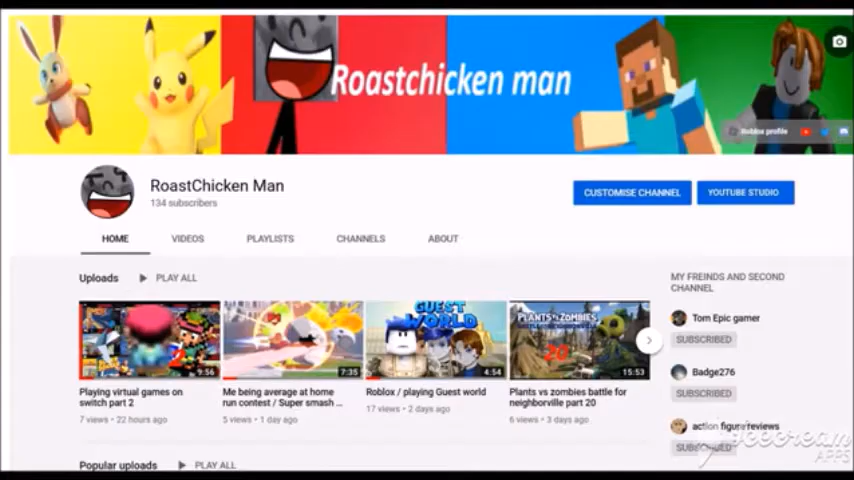 Roastchicken man
Roblox profile
RoastChicken Man
134 subscribers
CUSTOMISE CHANNEL
YOUTUBE STUDIO
HOME
VIDEOS
PLAYLISTS
CHANNELS
ABOUT
Uploads
PLAY ALL
MY FREINDS AND SECOND
CHANNEL
GUEST
WORLD
PLANTS VS ZOMBIES
20
9:56
7:35
4:54
15:53
Playing virtual games on
switch part 2
7 views • 22 hours ago
Me being average at home
run contest / Super smash ...
5 views • 1 day ago
Roblox / playing Guest world
17 views • 2 days ago
Plants vs zombies battle for
neighborville part 20
6 views • 3 days ago
Tom Epic gamer
SUBSCRIBED
Badge276
SUBSCRIBED
action figure reviews
SUBSCRIBED
icecream
APPS
Popular uploads
PLAY ALL